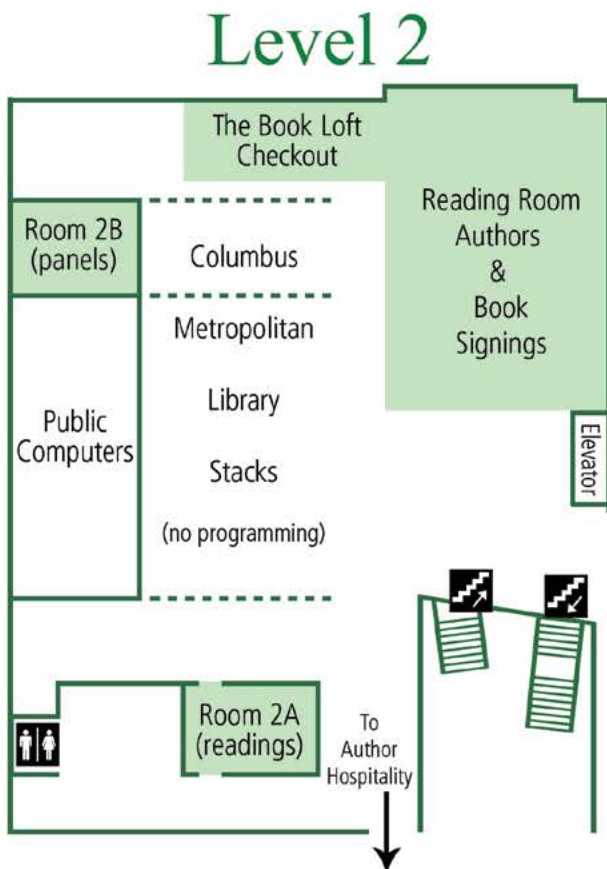 Level 2
The Book Loft
Checkout
Reading Room
Authors
&
Book
Signings
Room 2B
(panels)
Columbus
Metropolitan
Library
Stacks
(no programming)
Public
Computers
Elevator
Room 2A
(readings)
To
Author
Hospitality